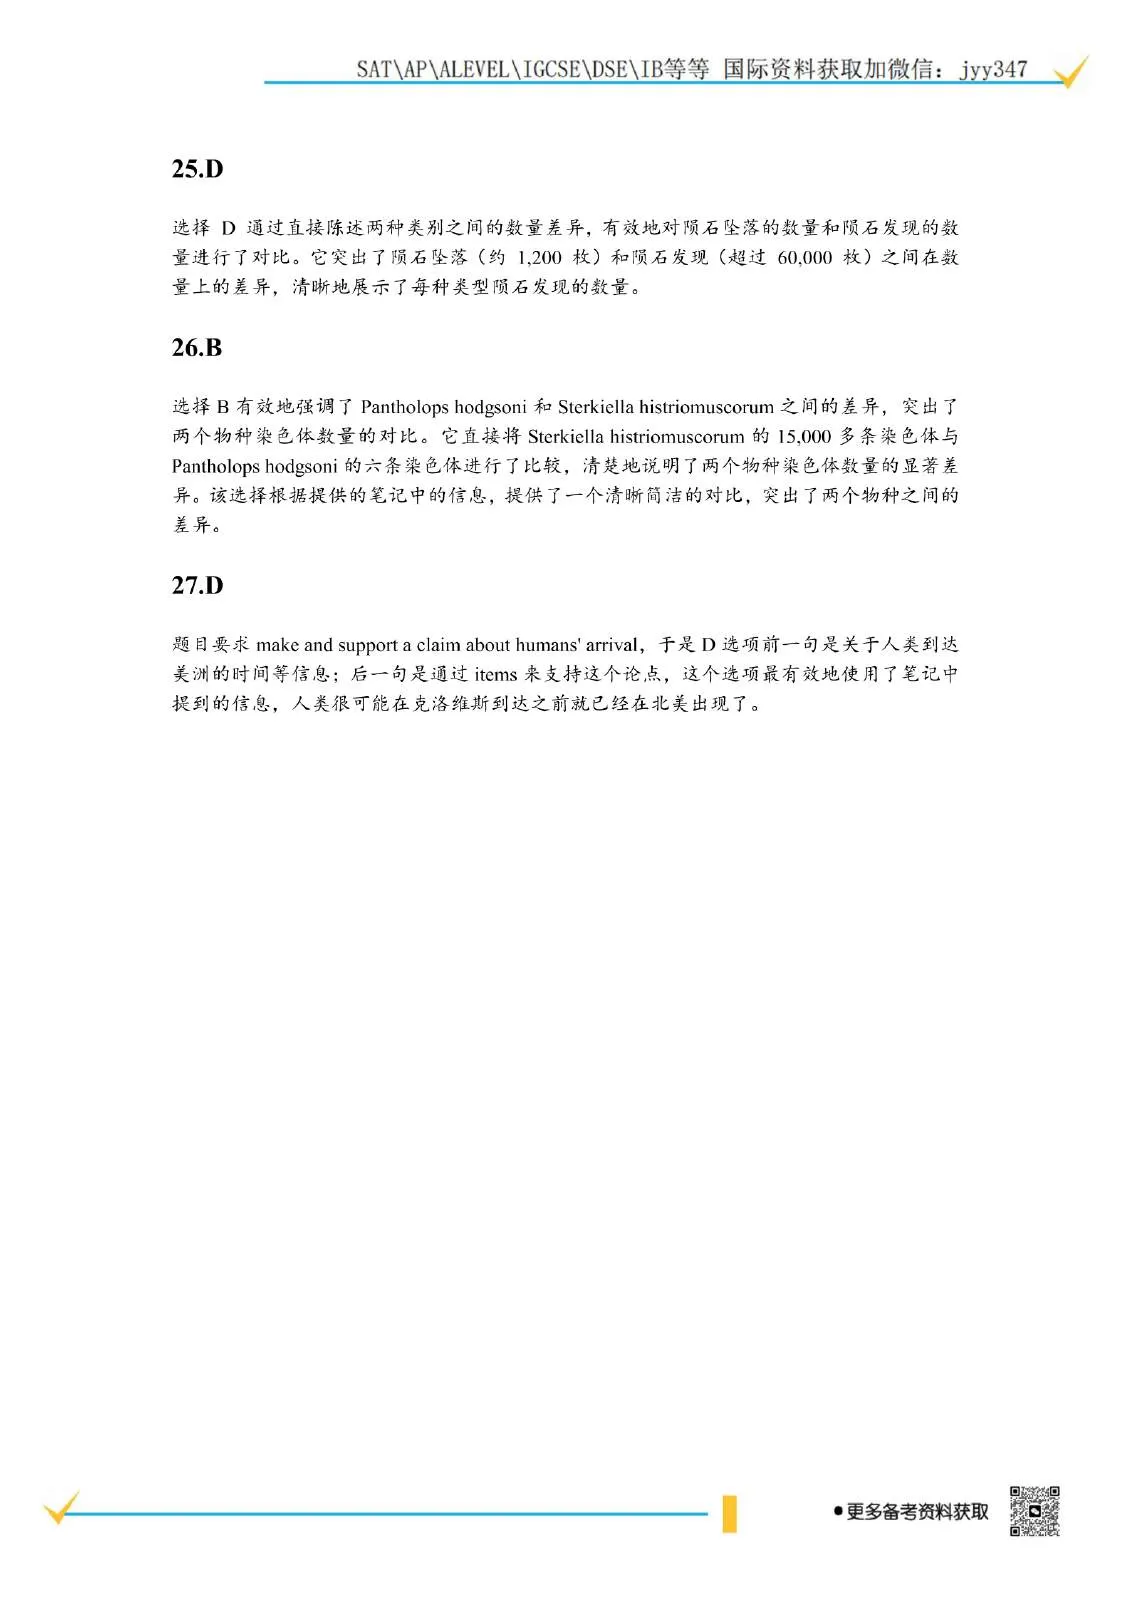 SAT\AP\ALEVEL\IGCSE\DSE\IB等等 国际资料获取加微信：jyy347
25.D
选择 D 通过直接陈述两种类别之间的数量差异，有效地对陨石坠落的数量和陨石发现的数
量进行了对比。它突出了陨石坠落（约 1,200 枚）和陨石发现（超过 60,000 枚）之间在数
量上的差异，清晰地展示了每种类型陨石发现的数量。
26.B
选择 B 有效地强调了 Pantholops hodgsoni 和 Sterkiella histriomuscorum 之间的差异，突出了
两个物种染色体数量的对比。它直接将 Sterkiella histriomuscorum 的 15,000 多条染色体与
Pantholops hodgsoni 的六条染色体进行了比较，清楚地说明了两个物种染色体数量的显著差
异。该选择根据提供的笔记中的信息，提供了一个清晰简洁的对比，突出了两个物种之间的
差异。
27.D
题目要求 make and support a claim about humans' arrival，于是 D 选项前一句是关于人类到达
美洲的时间等信息；后一句是通过 items 来支持这个论点，这个选项最有效地使用了笔记中
提到的信息，人类很可能在克洛维斯到达之前就已经在北美出现了。
•更多备考资料获取